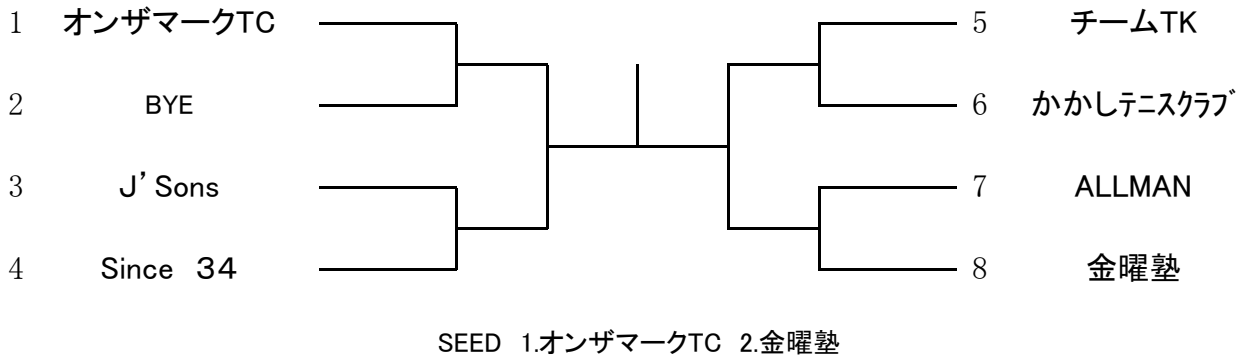 1 オンザマークTC 5 チームTK
2 BYE 6 かかしテニスクラブ
3 J’Sons 7 ALLMAN
4 Since 34 8 金曜塾
SEED 1.オンザマークTC 2.金曜塾